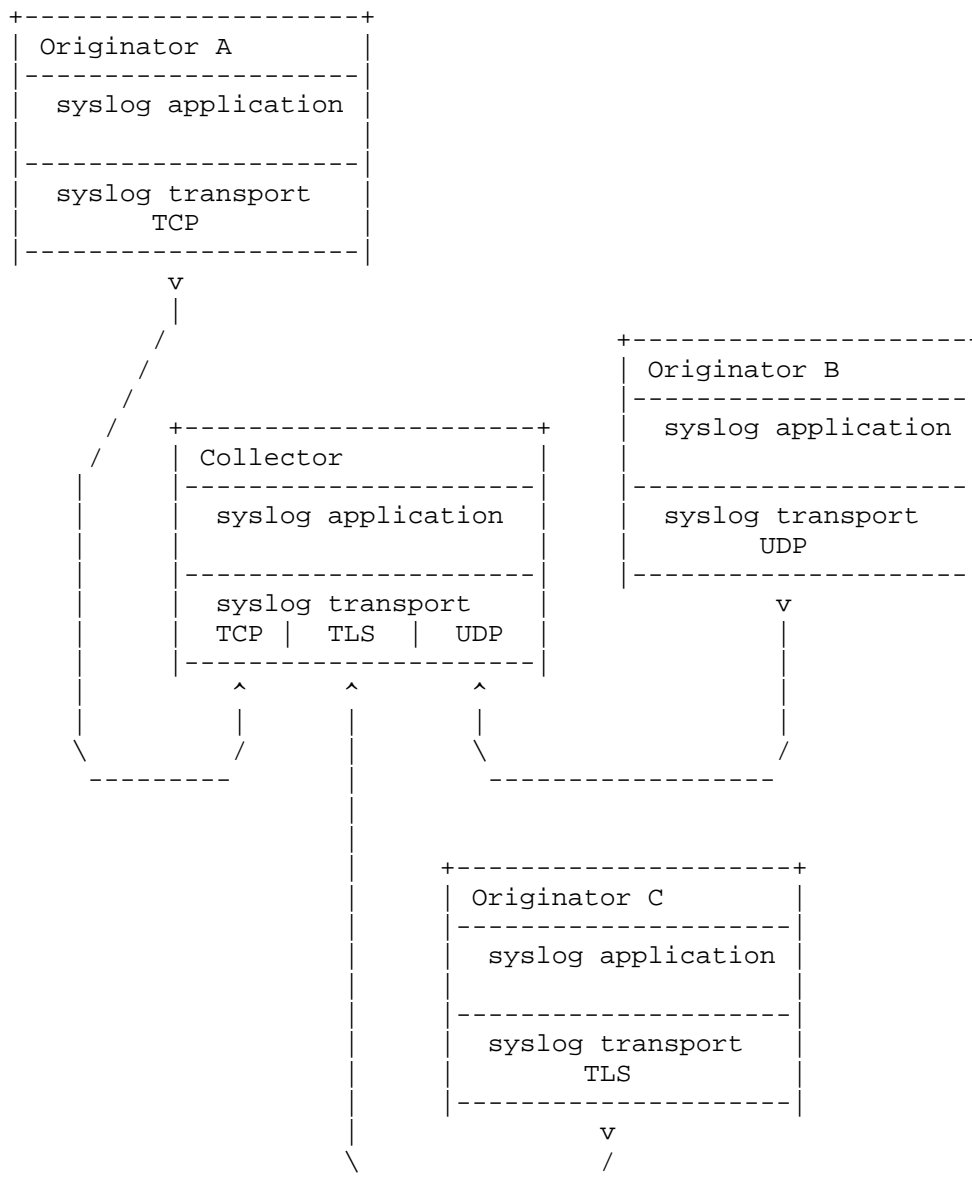 Originator A
syslog application
syslog transport
TCP
v
Originator B
syslog application
syslog transport
UDP
v
Collector
syslog application
syslog transport
TCP | TLS | UDP
^ ^ ^
Originator C
syslog application
syslog transport
TLS
v